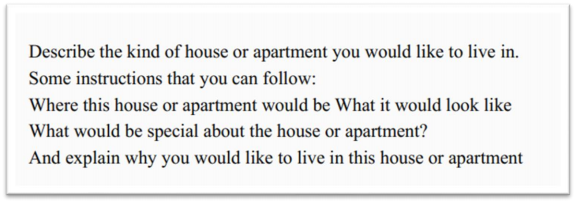 Describe the kind of house or apartment you would like to live in.
Some instructions that you can follow:
Where this house or apartment would be What it would look like
What would be special about the house or apartment?
And explain why you would like to live in this house or apartment